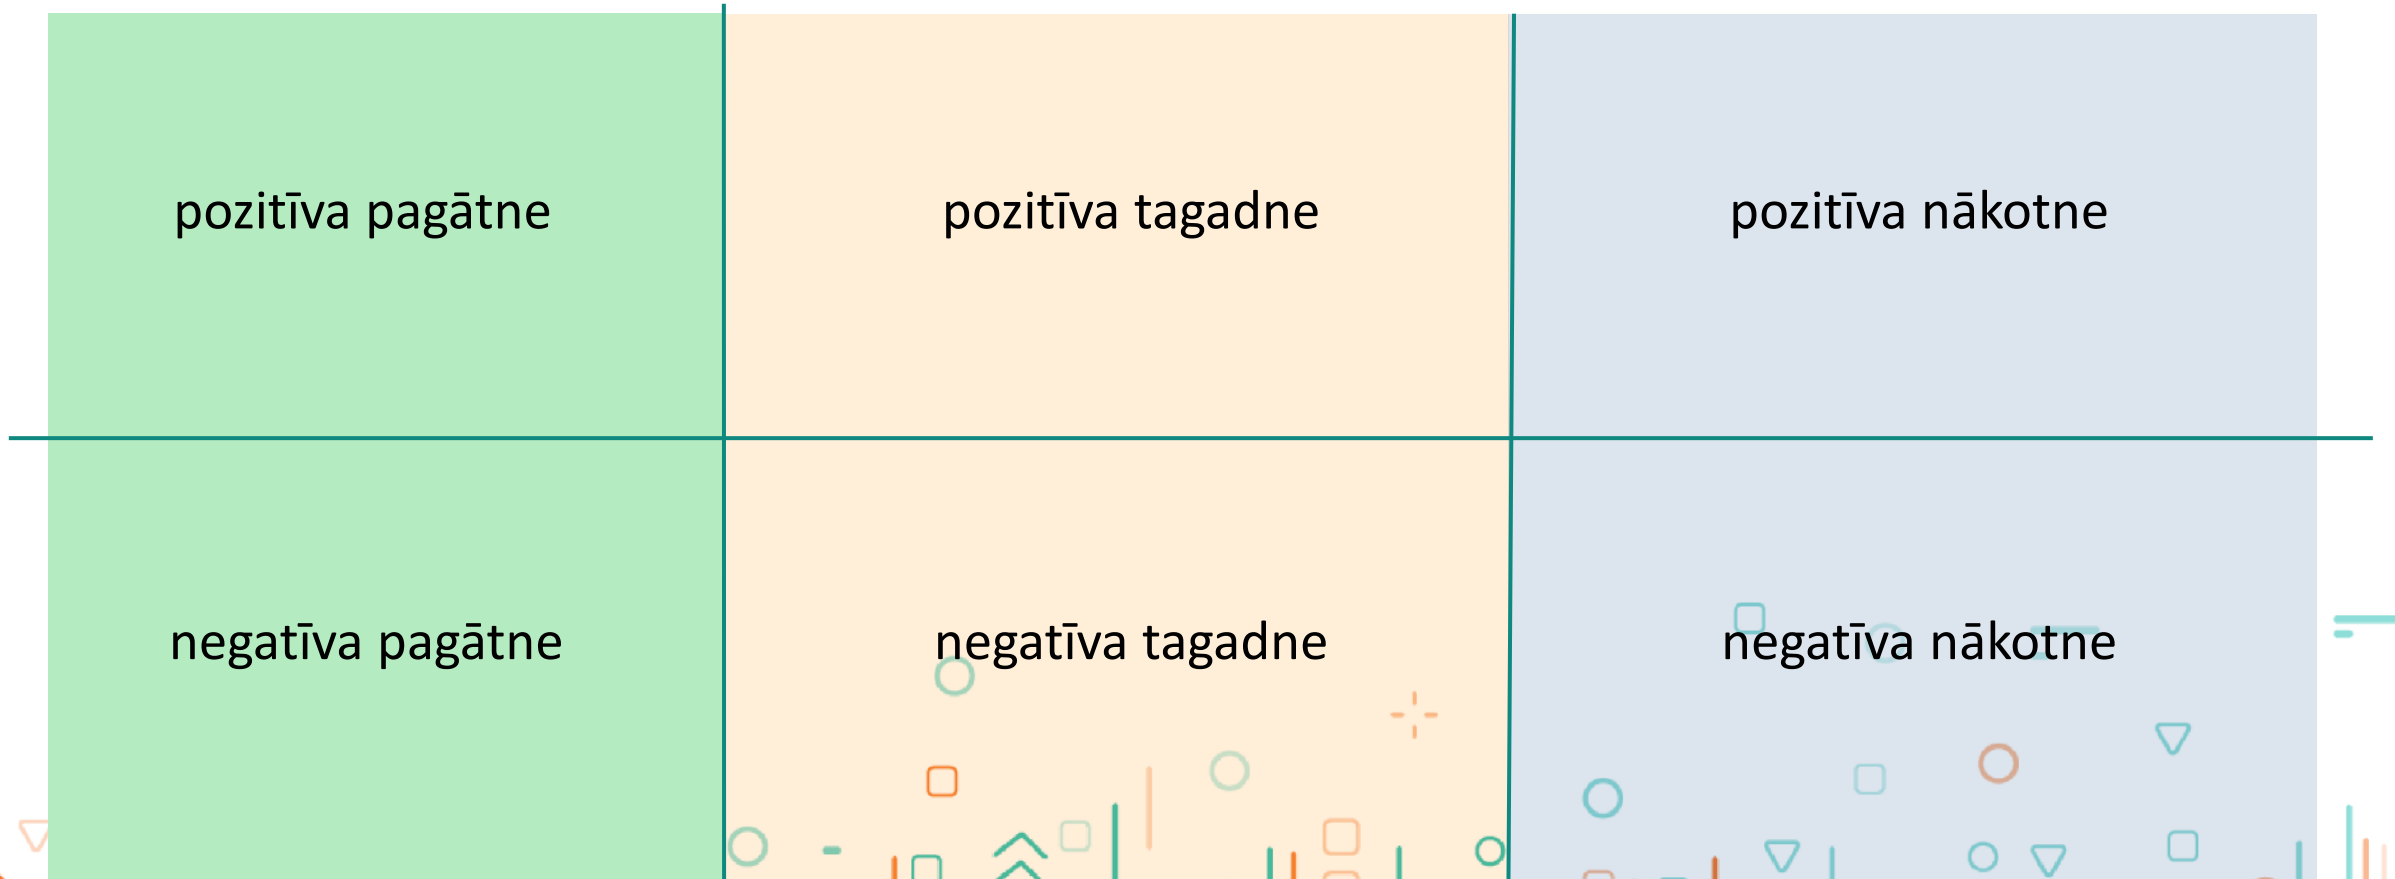 pozitīva pagātne
pozitīva tagadne
pozitīva nākotne
negatīva pagātne
negatīva tagadne
negatīva nākotne